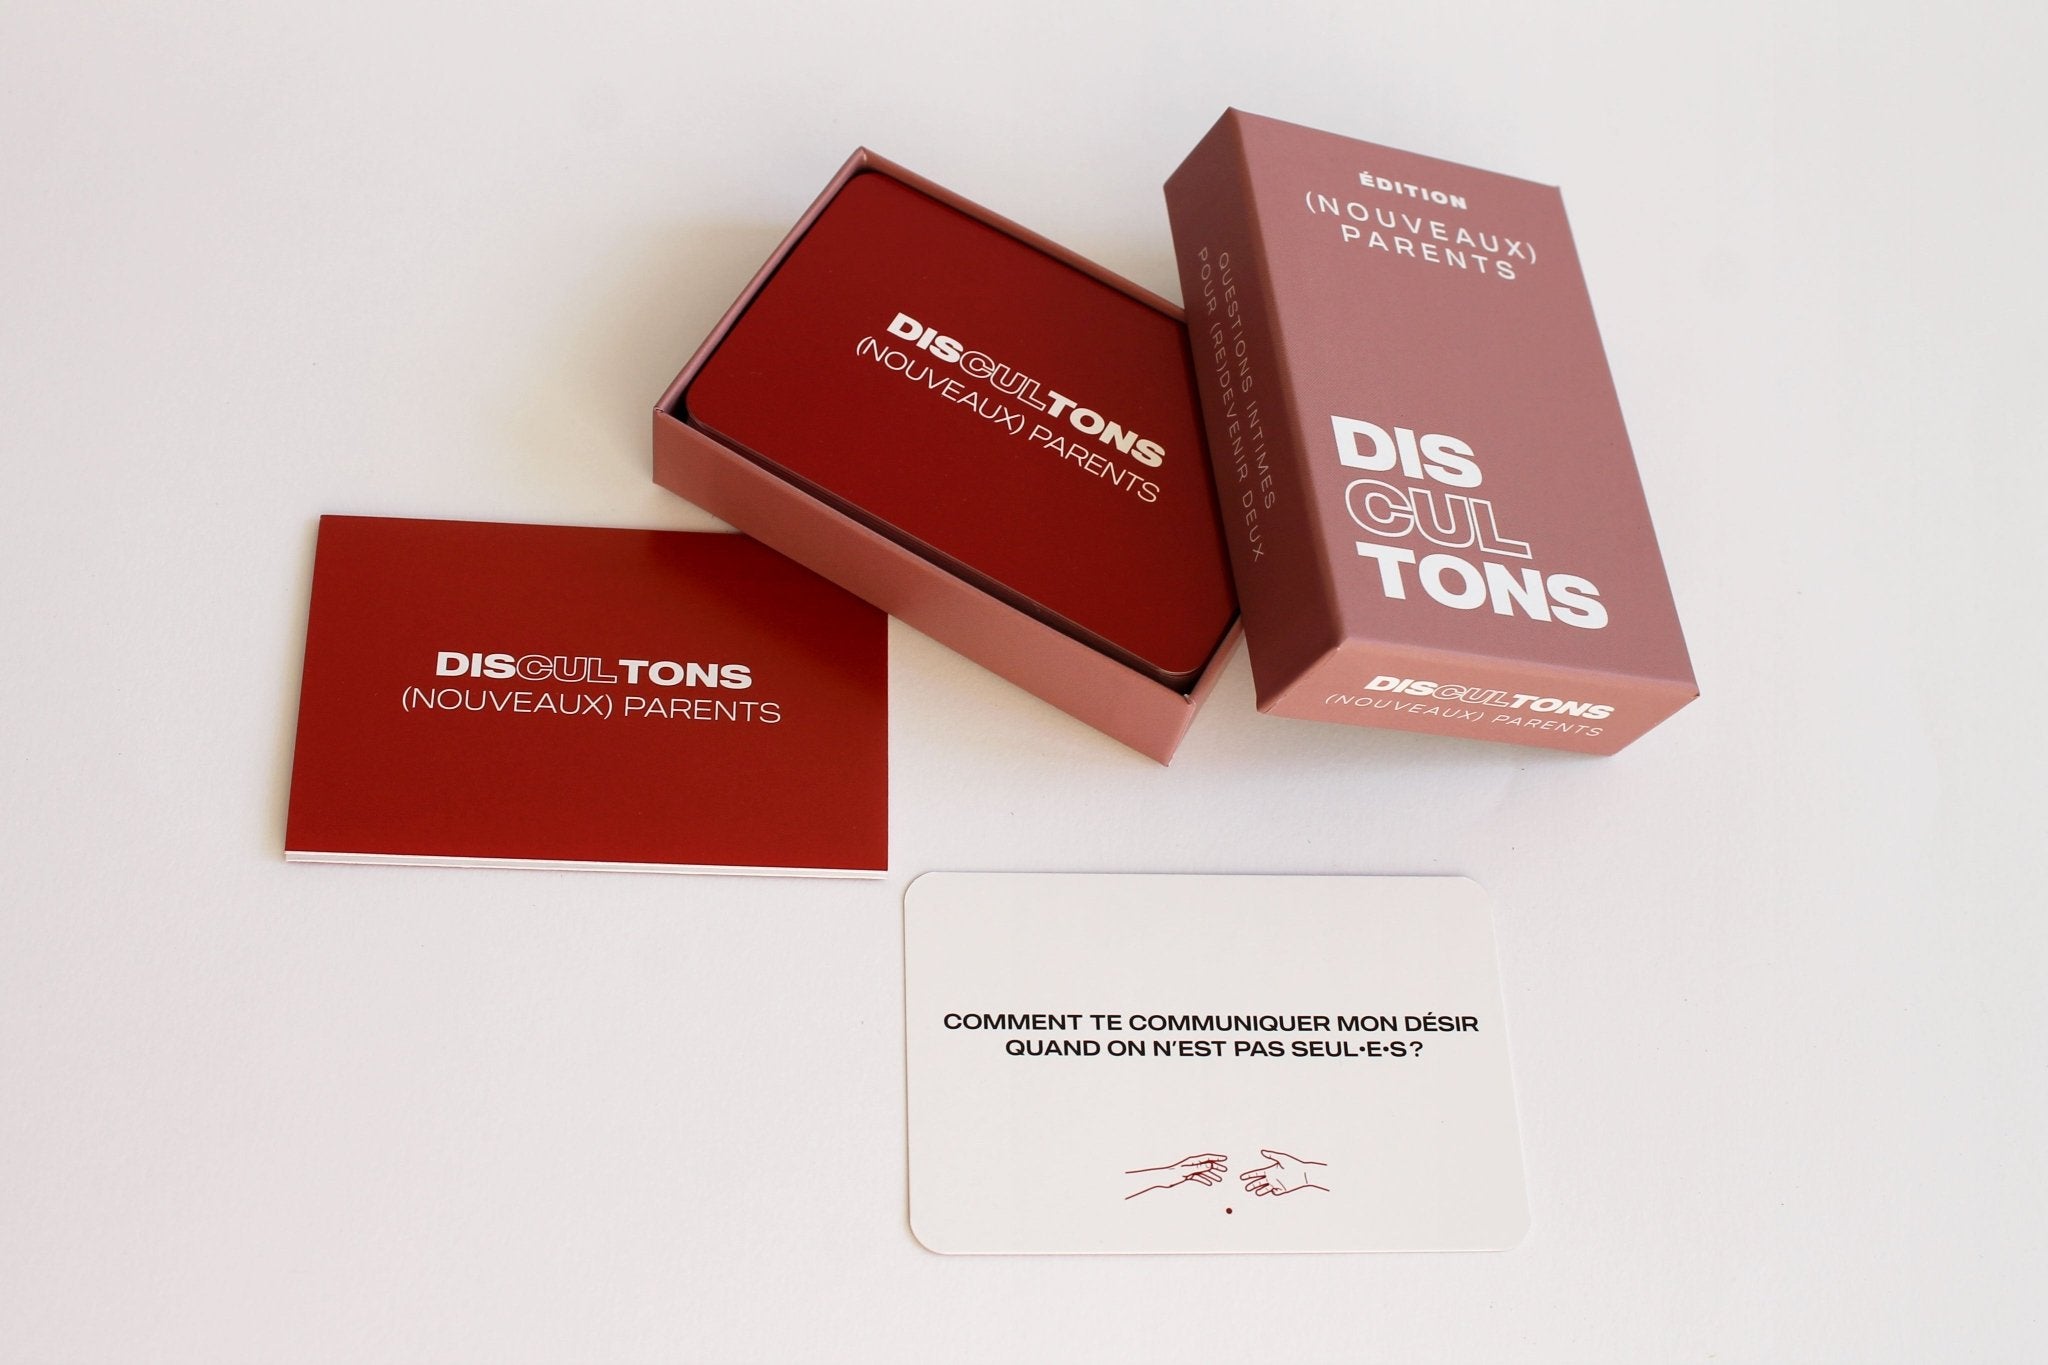 ÉDITION
(NOUVEAUX)
PARENTS
DIS
CUL
TONS
QUESTIONS INTIMES
POUR (RE)DEVENIR DEUX
DISCULTONS
(NOUVEAUX) PARENTS
DISCULTONS
(NOUVEAUX) PARENTS
DISCULTONS
(NOUVEAUX) PARENTS
COMMENT TE COMMUNIQUER MON DÉSIR
QUAND ON N'EST PAS SEUL•E•S?